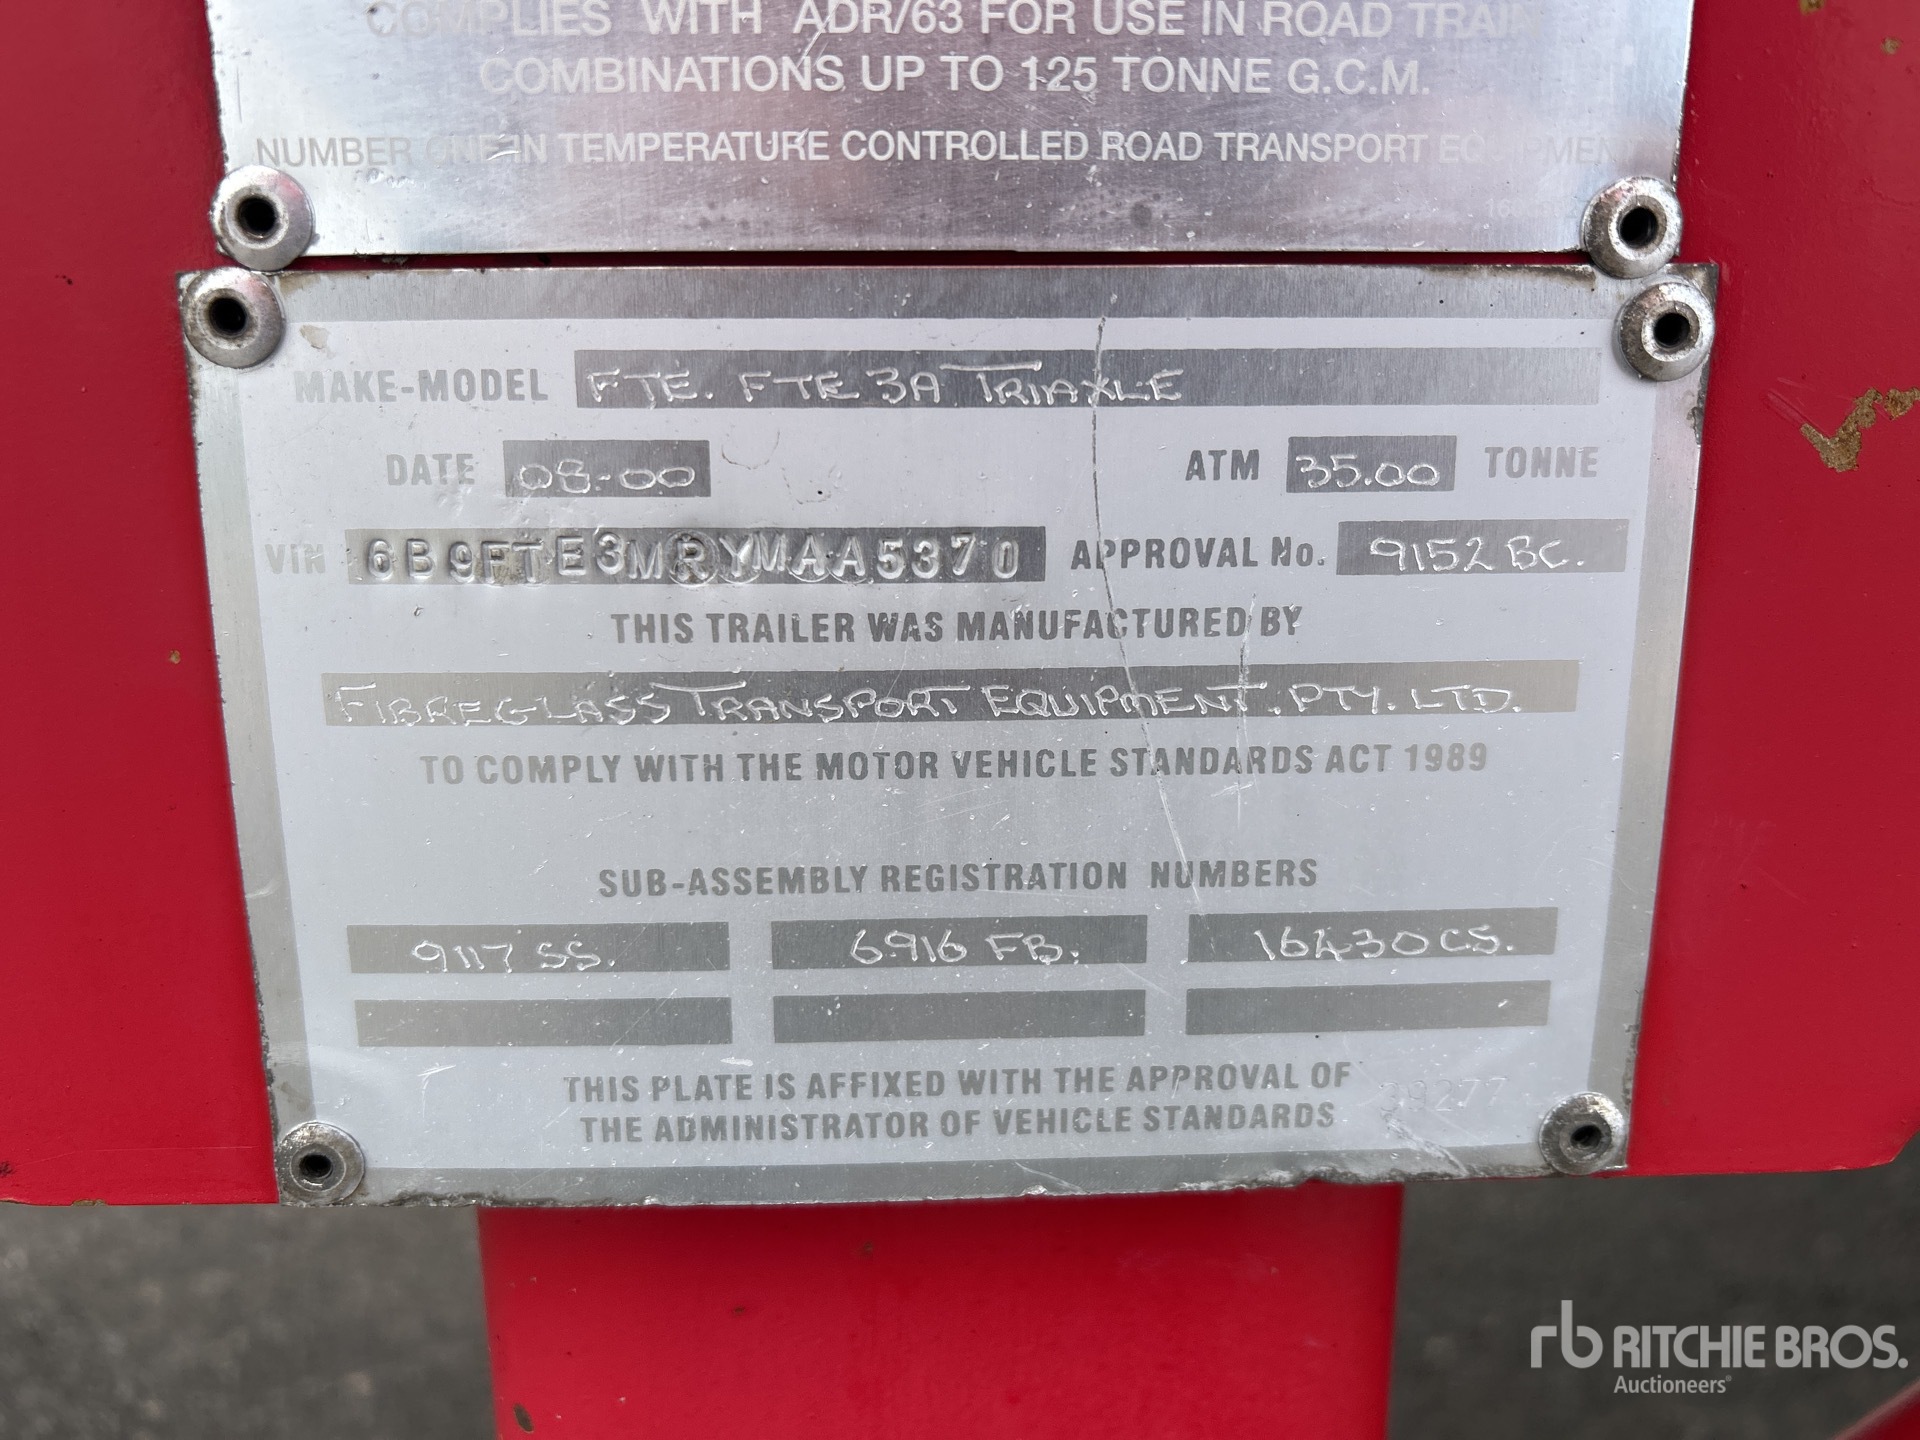 COMPLIES WITH ADR/63 FOR USE IN ROAD TRAIN
COMBINATIONS UP TO 125 TONNE G.C.M.
NUMBER ONE IN TEMPERATURE CONTROLLED ROAD TRANSPORT EQUIPMENT
MAKE-MODEL FTE. FTE 3A TRIAXLE
DATE 08-00 ATM 35.00 TONNE
VIN 6B9FTE3MRYMAA5370 APPROVAL No. 9152 BC.
THIS TRAILER WAS MANUFACTURED BY
FIBREGLASS TRANSPORT EQUIPMENT. PTY. LTD.
TO COMPLY WITH THE MOTOR VEHICLE STANDARDS ACT 1989
SUB-ASSEMBLY REGISTRATION NUMBERS
9117 SS. 6916 FB. 16430 CS.
THIS PLATE IS AFFIXED WITH THE APPROVAL OF
THE ADMINISTRATOR OF VEHICLE STANDARDS
rb RITCHIE BROS.
Auctioneers